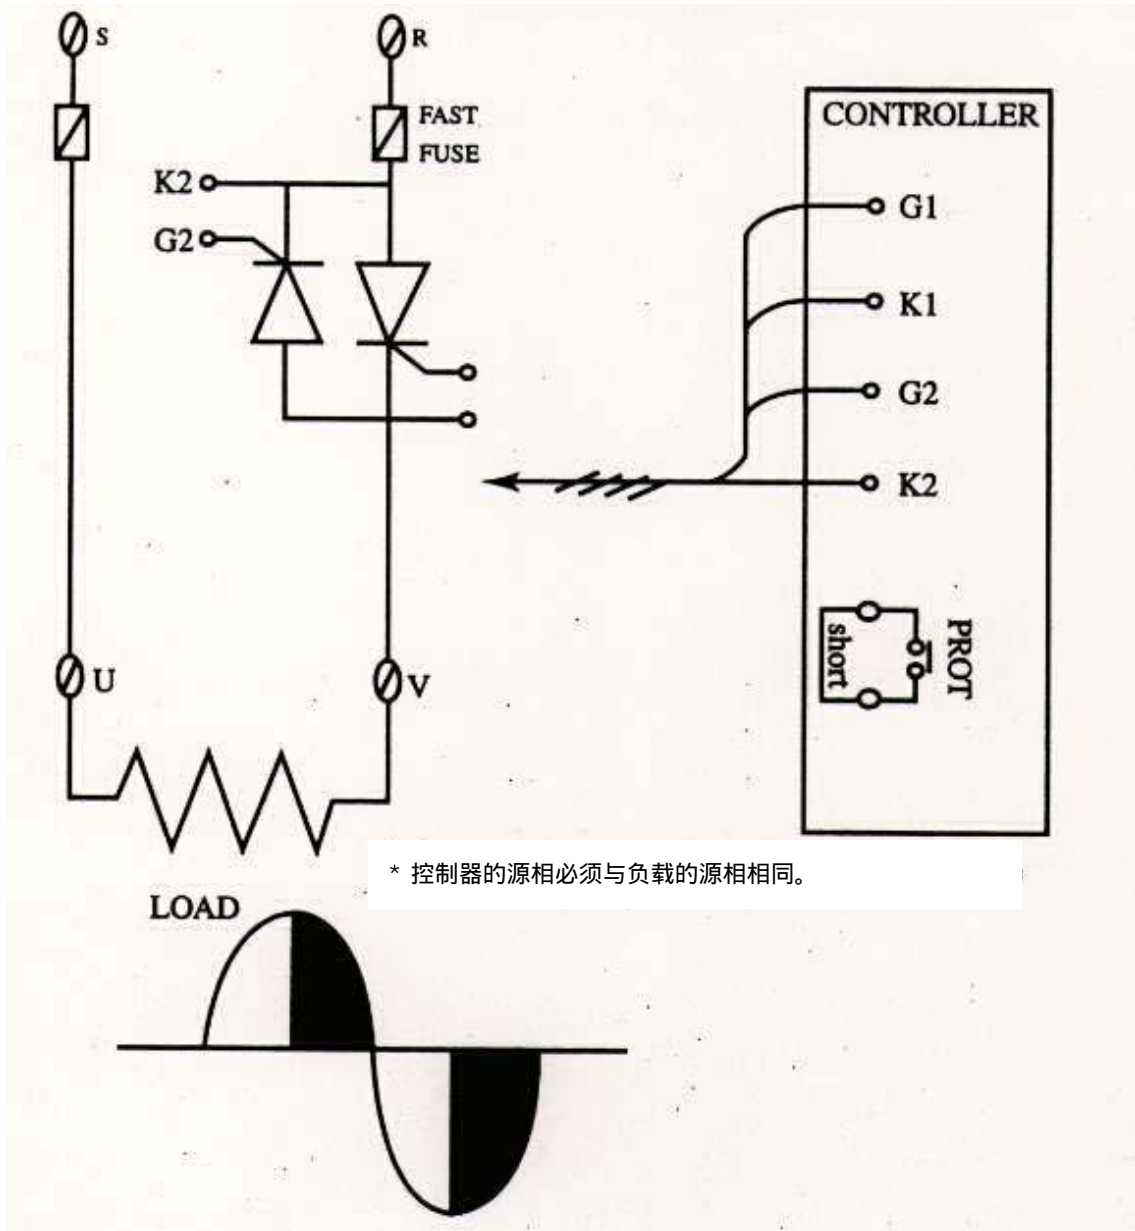 S
R
FAST
FUSE
K2
G2
CONTROLLER
G1
K1
G2
K2
short
PROT
U
V
* 控制器的源相必须与负载的源相相同。
LOAD